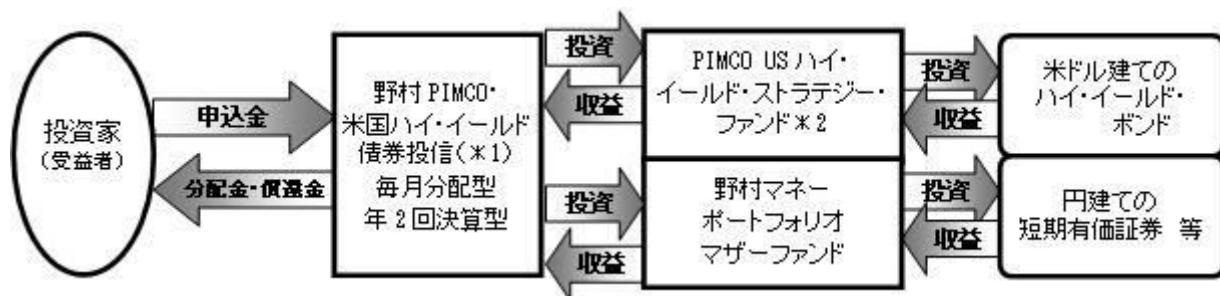 投資家
(受益者)
申込金
分配金・償還金
野村PIMCO・
米国ハイ・イールド
債券投信(*1)
毎月分配型
年2回決算型
投資
収益
投資
収益
PIMCO USハイ・
イールド・ストラテジー・
ファンド*2
野村マネー
ポートフォリオ
マザーファンド
投資
収益
投資
収益
米ドル建ての
ハイ・イールド・
ボンド
円建ての
短期有価証券 等